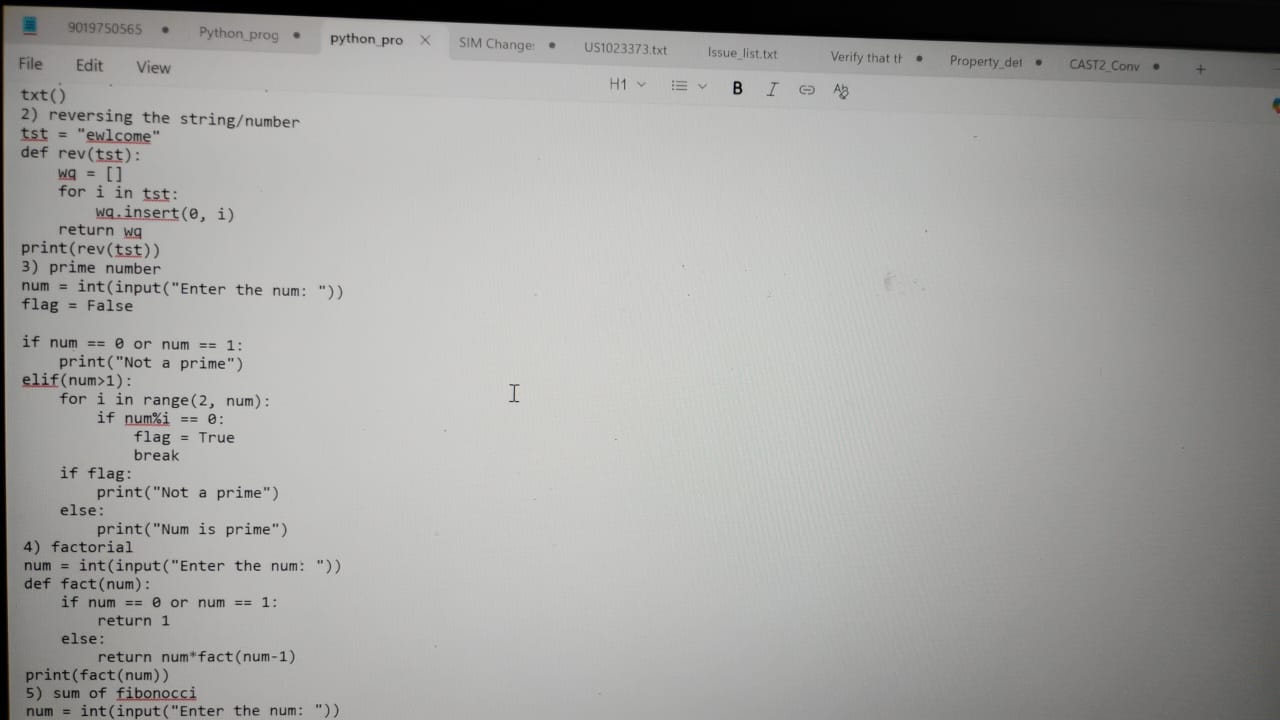 9019750565
Python_prog
python_pro
SIM Change:
US1023373.txt
Issue_list.txt
Verify that th
Property_det
CAST2_Conv
File Edit View
H1 B I
txt()
2) reversing the string/number
tst = "ewlcome"
def rev(tst):
    wq = []
    for i in tst:
        wq.insert(0, i)
    return wq
print(rev(tst))
3) prime number
num = int(input("Enter the num: "))
flag = False

if num == 0 or num == 1:
    print("Not a prime")
elif(num>1):
    for i in range(2, num):
        if num%i == 0:
            flag = True
            break
    if flag:
        print("Not a prime")
    else:
        print("Num is prime")
4) factorial
num = int(input("Enter the num: "))
def fact(num):
    if num == 0 or num == 1:
        return 1
    else:
        return num*fact(num-1)
print(fact(num))
5) sum of fibonocci
num = int(input("Enter the num: "))